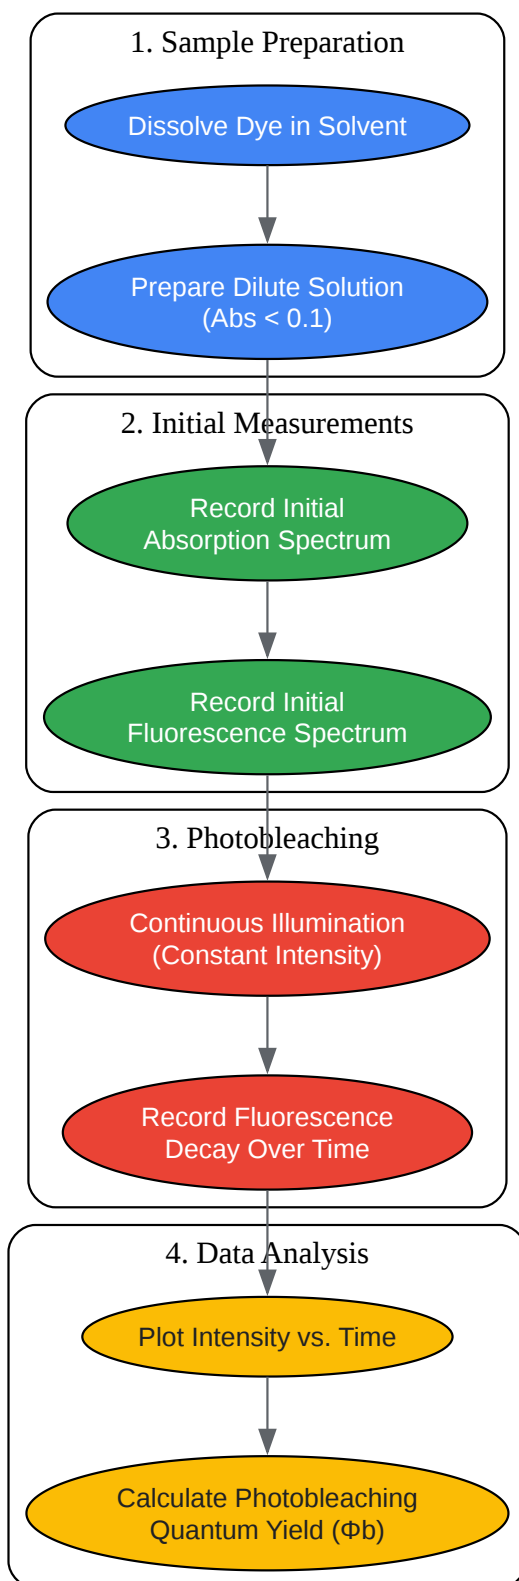 1. Sample Preparation
Dissolve Dye in Solvent
Prepare Dilute Solution
(Abs < 0.1)
2. Initial Measurements
Record Initial
Absorption Spectrum
Record Initial
Fluorescence Spectrum
3. Photobleaching
Continuous Illumination
(Constant Intensity)
Record Fluorescence
Decay Over Time
4. Data Analysis
Plot Intensity vs. Time
Calculate Photobleaching
Quantum Yield (Φb)